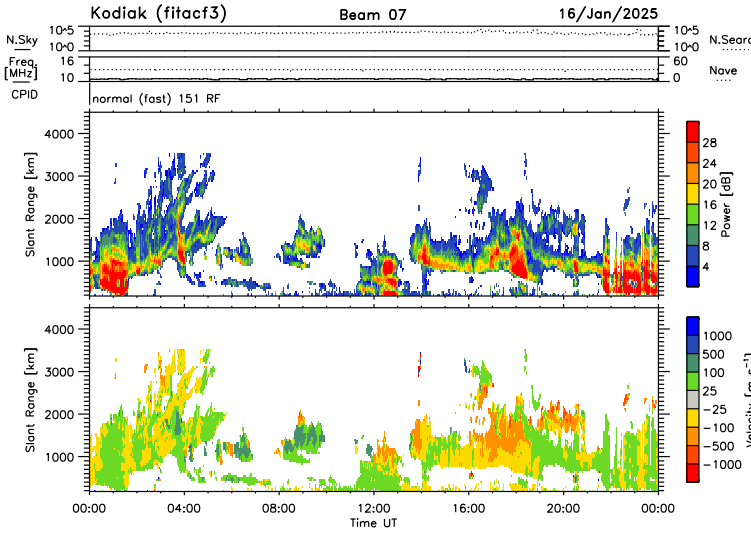 Kodiak (fitacf3) Beam 07 16/Jan/2025
N.Sky 10^5 10^0 10^5 10^0 N.Searc
Freq. [MHz] 16 10 60 0 Nave
CPID normal (fast) 151 RF
Slant Range [km] 4000 3000 2000 1000
Power [dB] 28 24 20 16 12 8 4
Slant Range [km] 4000 3000 2000 1000
Velocity [m s^-1] 1000 500 100 25 -25 -100 -500 -1000
00:00 04:00 08:00 12:00 16:00 20:00 00:00
Time UT